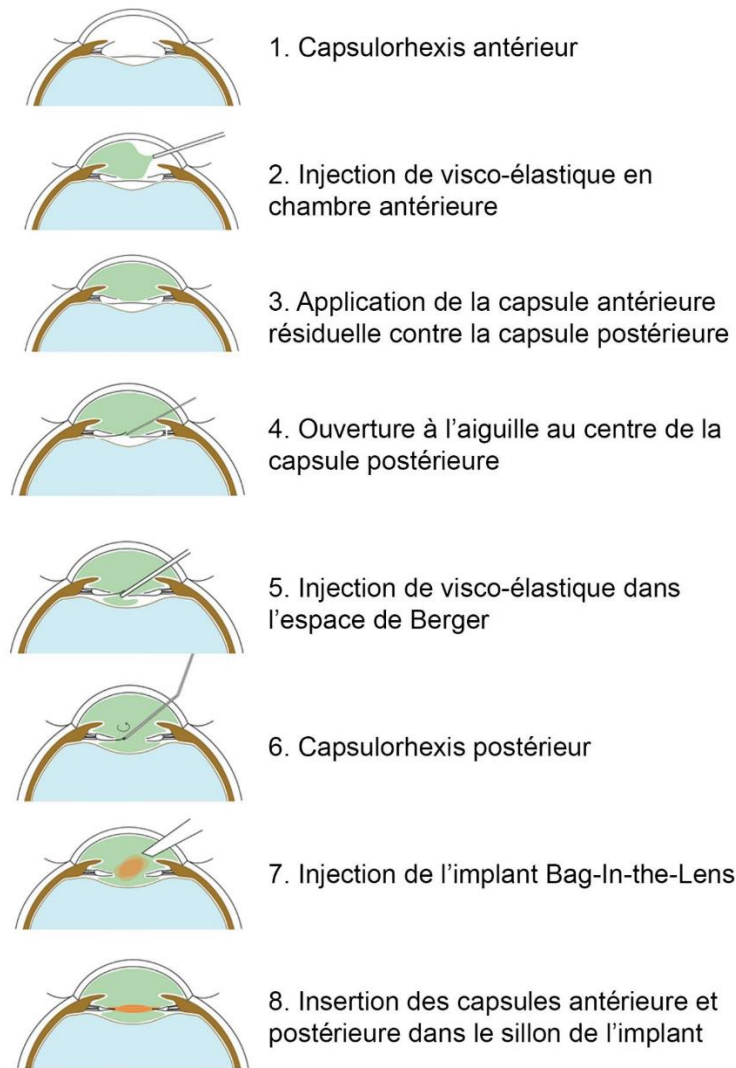 1. Capsulorhexis antérieur
2. Injection de visco-élastique en
chambre antérieure
3. Application de la capsule antérieure
résiduelle contre la capsule postérieure
4. Ouverture à l’aiguille au centre de la
capsule postérieure
5. Injection de visco-élastique dans
l’espace de Berger
6. Capsulorhexis postérieur
7. Injection de l’implant Bag-In-the-Lens
8. Insertion des capsules antérieure et
postérieure dans le sillon de l’implant